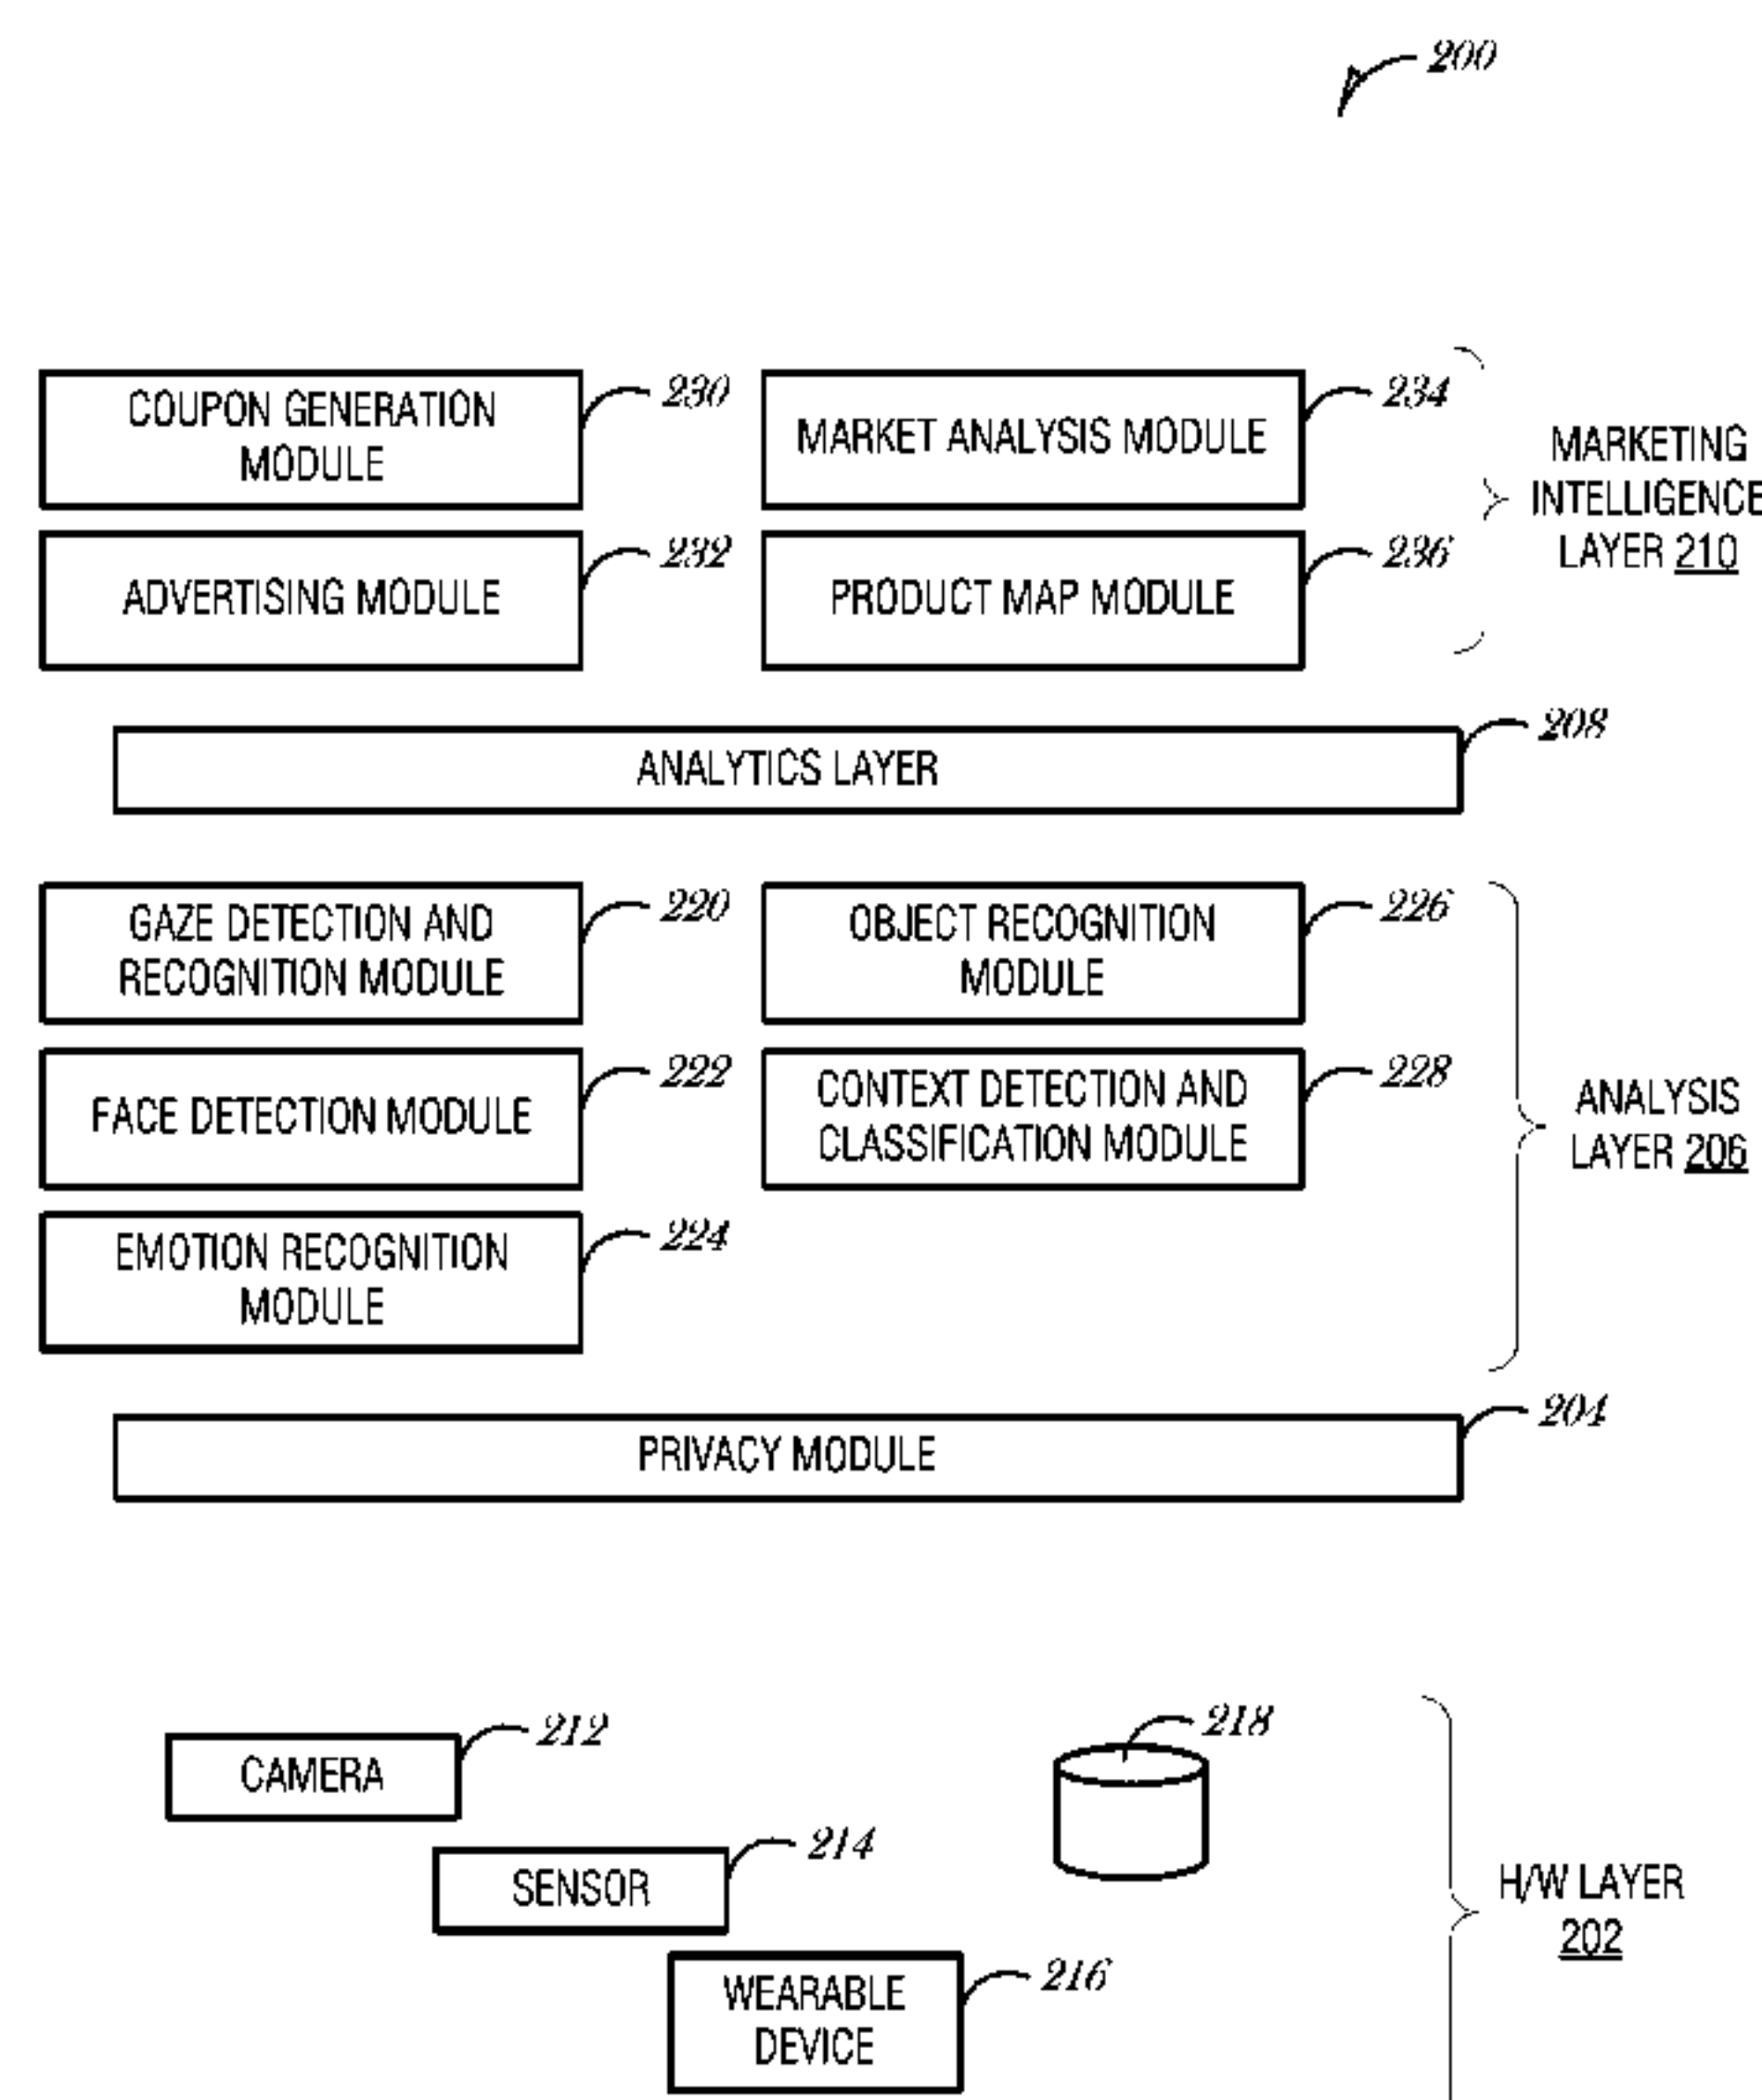 200
COUPON GENERATION
MODULE
230
MARKET ANALYSIS MODULE
234
MARKETING
INTELLIGENCE
LAYER 210
ADVERTISING MODULE
232
PRODUCT MAP MODULE
236
ANALYTICS LAYER
208
GAZE DETECTION AND
RECOGNITION MODULE
220
OBJECT RECOGNITION
MODULE
226
FACE DETECTION MODULE
222
CONTEXT DETECTION AND
CLASSIFICATION MODULE
228
ANALYSIS
LAYER 206
EMOTION RECOGNITION
MODULE
224
PRIVACY MODULE
204
CAMERA
212
218
SENSOR
214
H/W LAYER
202
WEARABLE
DEVICE
216